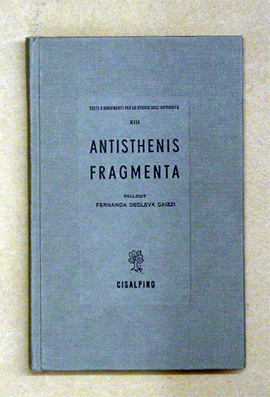 TESTI E DOCUMENTI PER LO STUDIO DELL'ANTICHITÀ
XIII
ANTISTHENIS
FRAGMENTA
COLLEGIT
FERNANDA DECLEVA CAIZZI
CISALPINO